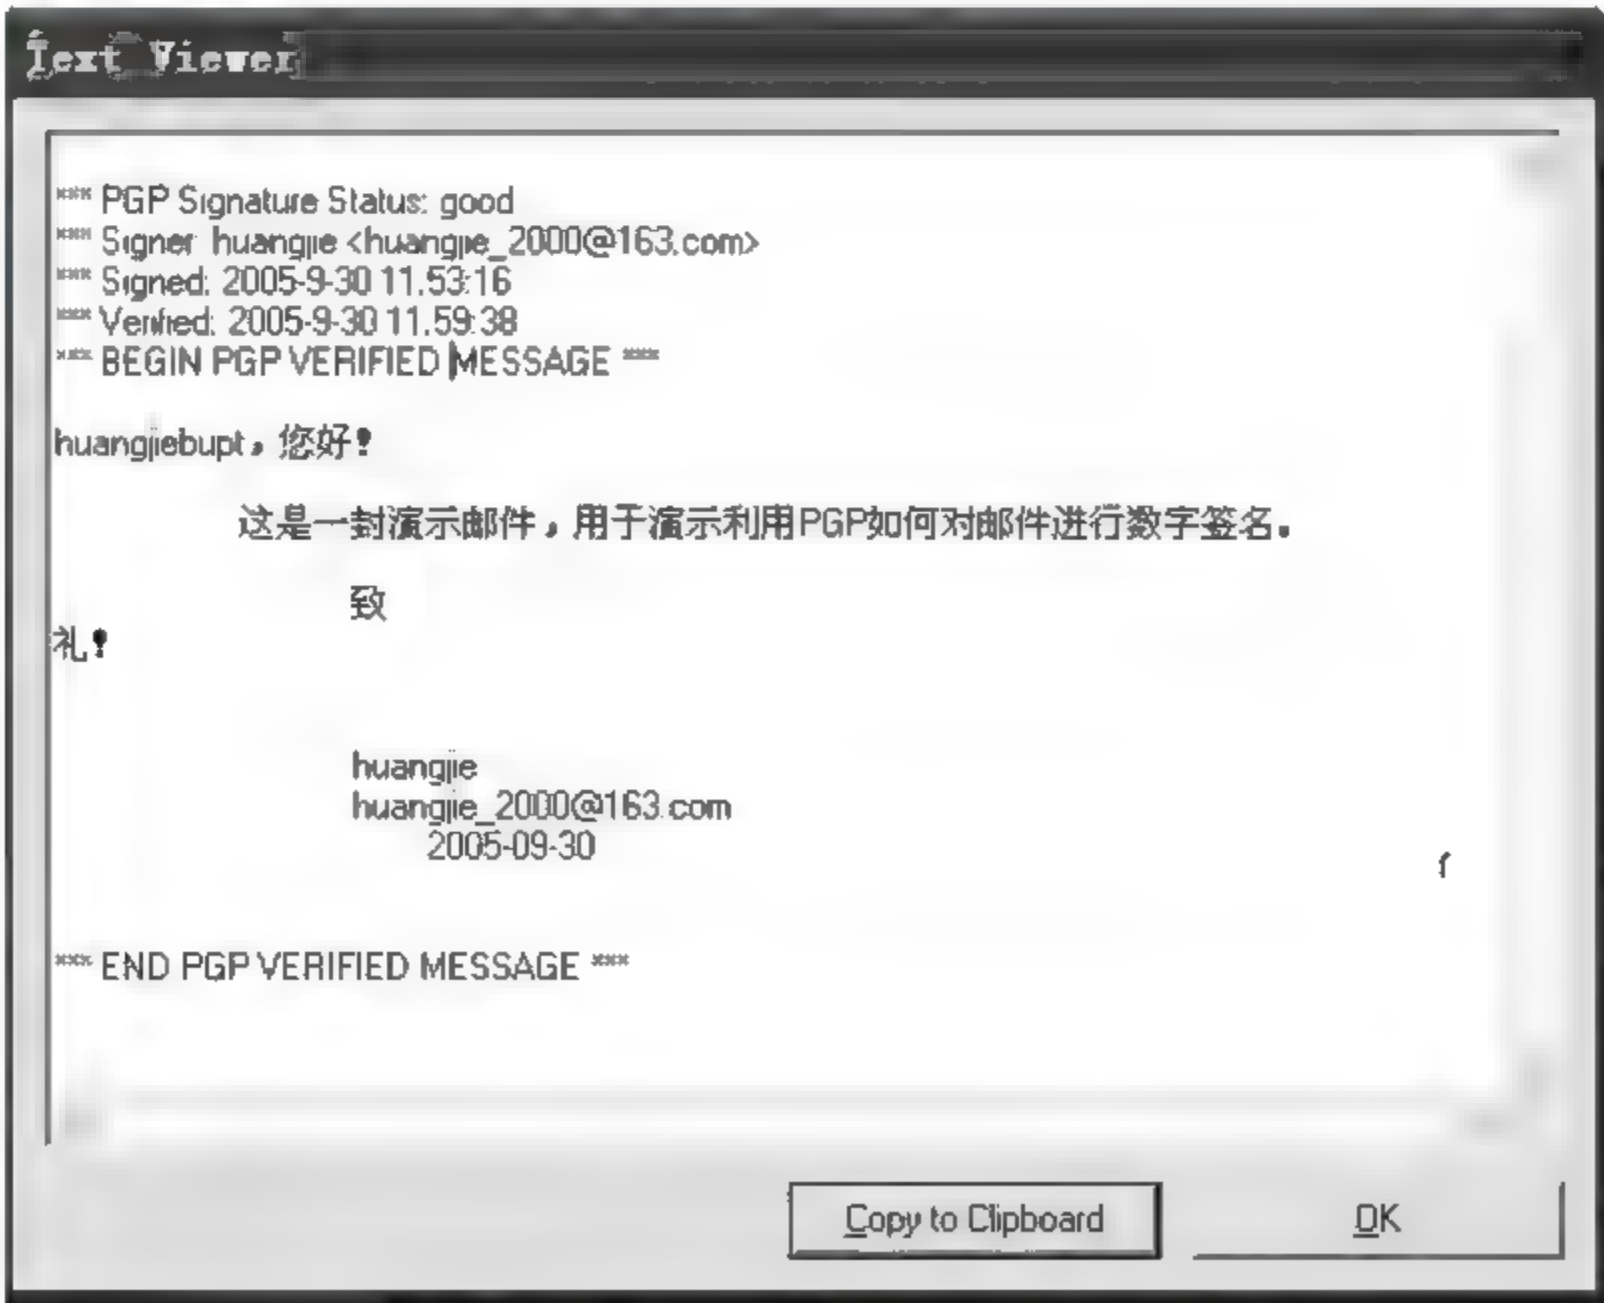 Text Viewer
*** PGP Signature Status: good
*** Signer: huangjie <huangjie_2000@163.com>
*** Signed: 2005-9-30 11:53:16
*** Verified: 2005-9-30 11:59:38
*** BEGIN PGP VERIFIED MESSAGE ***
huangjiebupt，您好！
这是一封演示邮件，用于演示利用PGP如何对邮件进行数字签名。
致
礼！
huangjie
huangjie_2000@163.com
2005-09-30
*** END PGP VERIFIED MESSAGE ***
Copy to Clipboard
OK